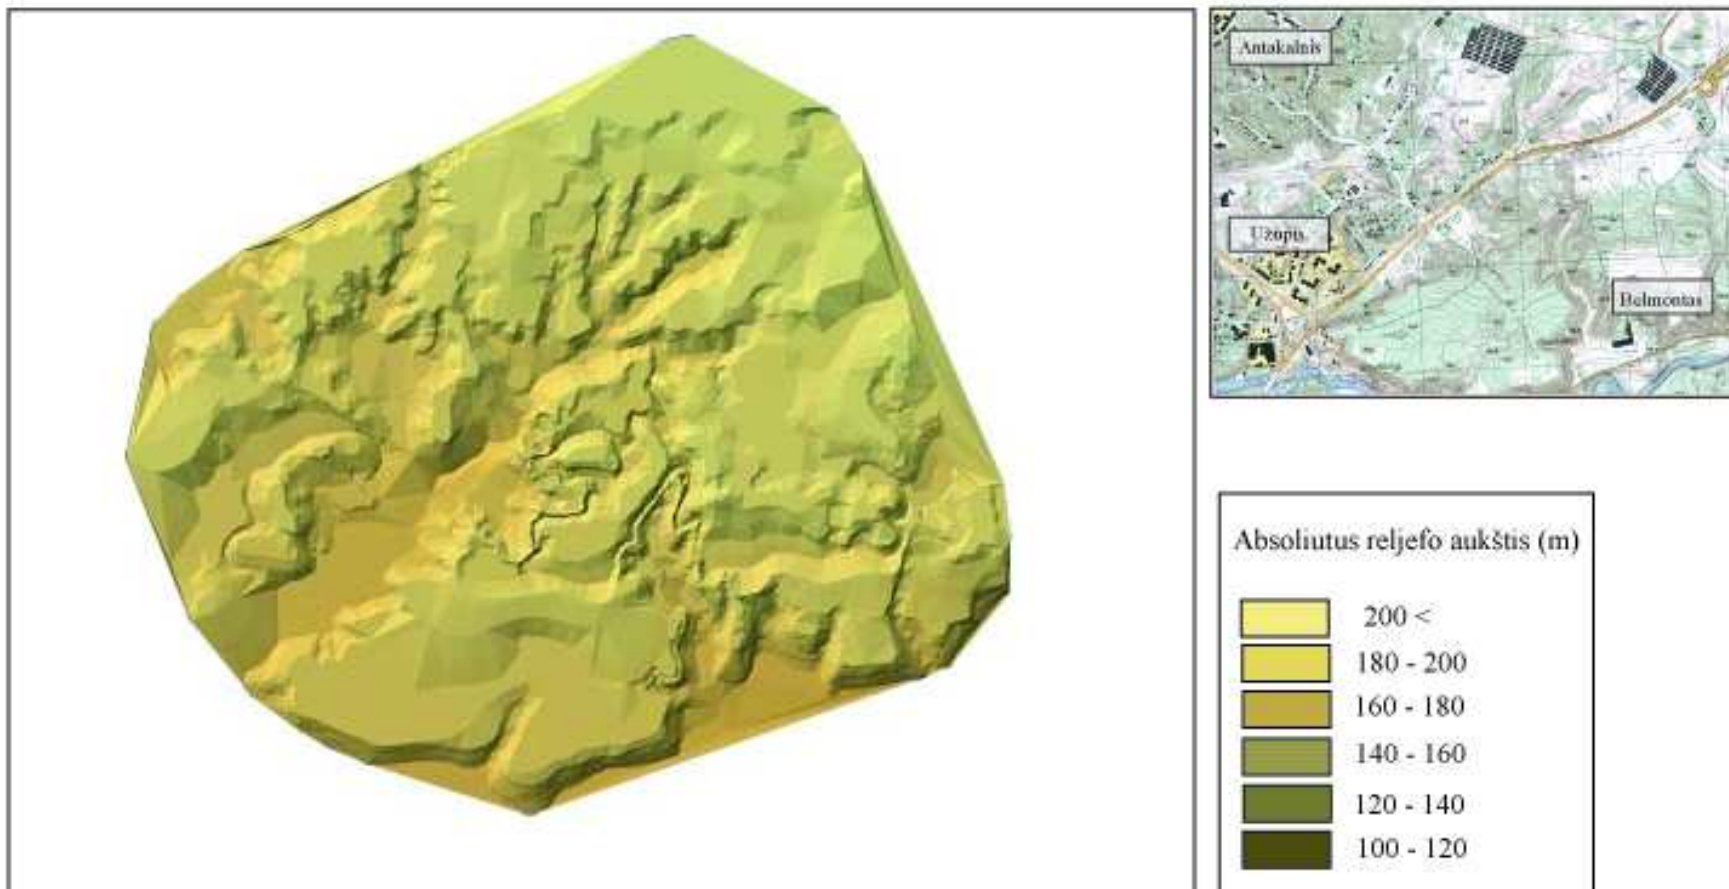 Antakalnis
Užupis
Belmontas
Absoliutus reljefo aukštis (m)
200 <
180 - 200
160 - 180
140 - 160
120 - 140
100 - 120